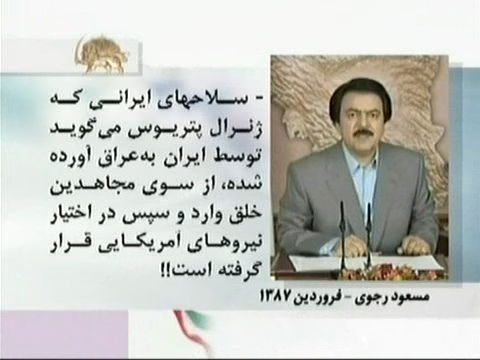 - سلاحهای ایرانی که
ژنرال پتریوس می‌گوید
توسط ایران به‌عراق آورده
شده، از سوی مجاهدین
خلق وارد و سپس در اختیار
نیروهای آمریکایی قرار
گرفته است!!
مسعود رجوی - فروردین ۱۳۸۷